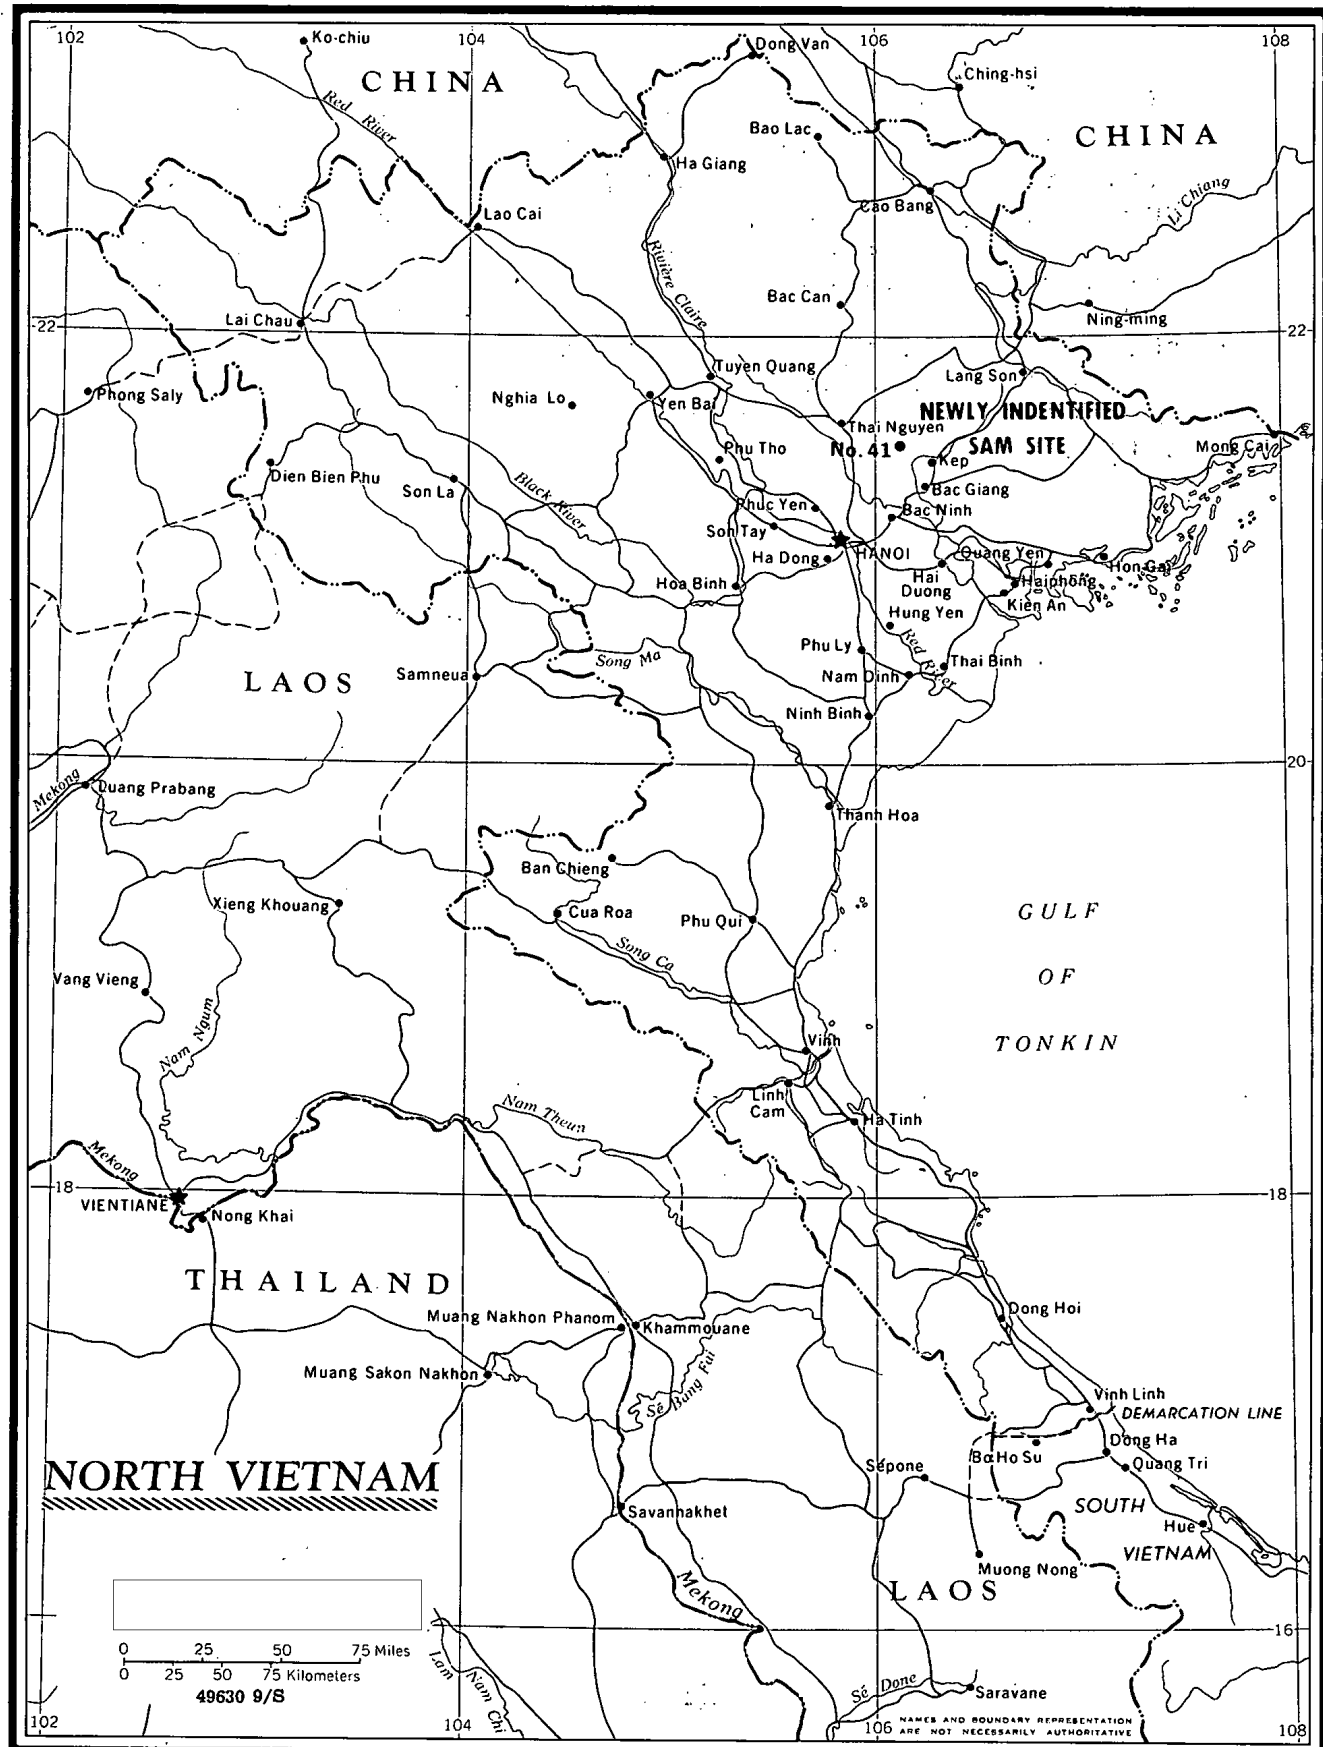 102
104
106
108
Ko-chiu
CHINA
Dong Van
Ching-hsi
Red River
Bao Lac
CHINA
Ha Giang
Cao Bang
Li Chiang
Lao Cai
Rivière Claire
Bac Can
Ning-ming
Lai Chau
22
22
Tuyen Quang
Lang Son
Phong Saly
Nghia Lo
Yen Bai
NEWLY INDENTIFIED
SAM SITE
Thai Nguyen
No. 41
Mong Cai
Phu Tho
Kep
Dien Bien Phu
Son La
Bac Giang
Black River
Phuc Yen
Bac Ninh
Son Tay
HANOI
Quang Yen
Ha Dong
Hon Gai
Hai
Duong
Haiphong
Hoa Binh
Kien An
Hung Yen
Red River
Phu Ly
Thai Binh
Song Ma
LAOS
Samneua
Nam Dinh
Ninh Binh
20
Mekong
Luang Prabang
Thanh Hoa
Ban Chieng
Xieng Khouang
Cua Roa
Phu Qui
GULF
OF
TONKIN
Song Ca
Vang Vieng
Nam Ngum
Vinh
Linh
Cam
Nam Theun
Ha Tinh
Mekong
18
18
VIENTIANE
Nong Khai
THAILAND
Dong Hoi
Muang Nakhon Phanom
Khammouane
Muang Sakon Nakhon
Sé Bang Fai
Vinh Linh
DEMARCATION LINE
Dong Ha
Bo Ho Su
Quang Tri
Sépone
NORTH VIETNAM
Savannakhet
SOUTH
VIETNAM
Hue
Muong Nong
Mekong
LAOS
16
0 25 50 75 Miles
0 25 50 75 Kilometers
49630 9/S
Lam Nam Chi
Sé Done
Saravane
NAMES AND BOUNDARY REPRESENTATION
ARE NOT NECESSARILY AUTHORITATIVE
102
104
106
108